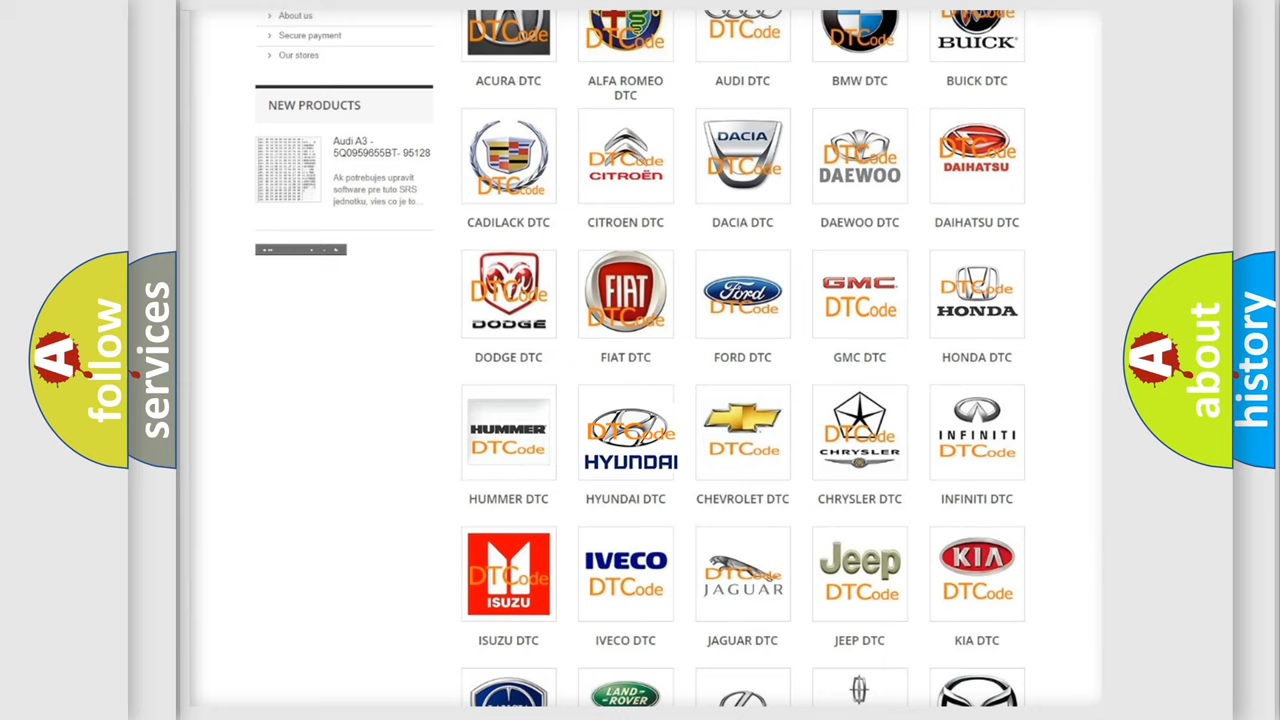 About us
Secure payment
Our stores
NEW PRODUCTS
Audi A3 -
5Q0959655BT- 95128
Ak potrebujes upravit
software pre tuto SRS
jednotku, vies co je to...
DTCode
DTCode
DTCode
DTCode
BUICK
ACURA DTC
ALFA ROMEO
DTC
AUDI DTC
BMW DTC
BUICK DTC
DTCode
DTCode
CITROËN
DACIA
DTCode
DTCode
DAEWOO
DTCode
DAIHATSU
CADILACK DTC
CITROEN DTC
DACIA DTC
DAEWOO DTC
DAIHATSU DTC
DTCode
DODGE
FIAT
DTCode
Ford
DTCode
GMC
DTCode
DTCode
HONDA
DODGE DTC
FIAT DTC
FORD DTC
GMC DTC
HONDA DTC
HUMMER
DTCode
DTCode
HYUNDAI
DTCode
DTCode
CHRYSLER
INFINITI
DTCode
HUMMER DTC
HYUNDAI DTC
CHEVROLET DTC
CHRYSLER DTC
INFINITI DTC
DTCode
ISUZU
IVECO
DTCode
DTCode
JAGUAR
Jeep
DTCode
KIA
DTCode
ISUZU DTC
IVECO DTC
JAGUAR DTC
JEEP DTC
KIA DTC
LAND-
ROVER
A
follow
services
A
about
history